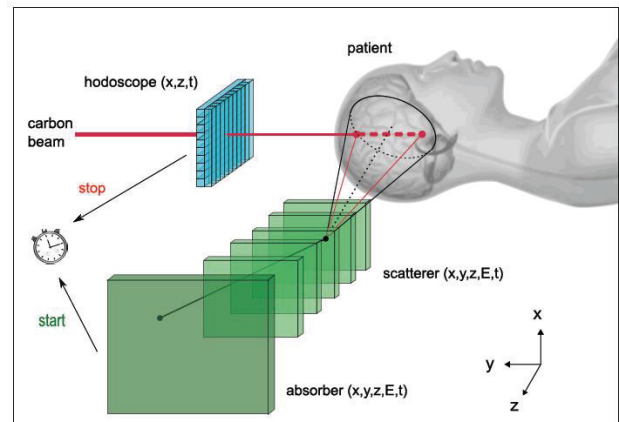 patient
hodoscope (x,z,t)
carbon
beam
stop
start
scatterer (x,y,z,E,t)
absorber (x,y,z,E,t)
x
y
z